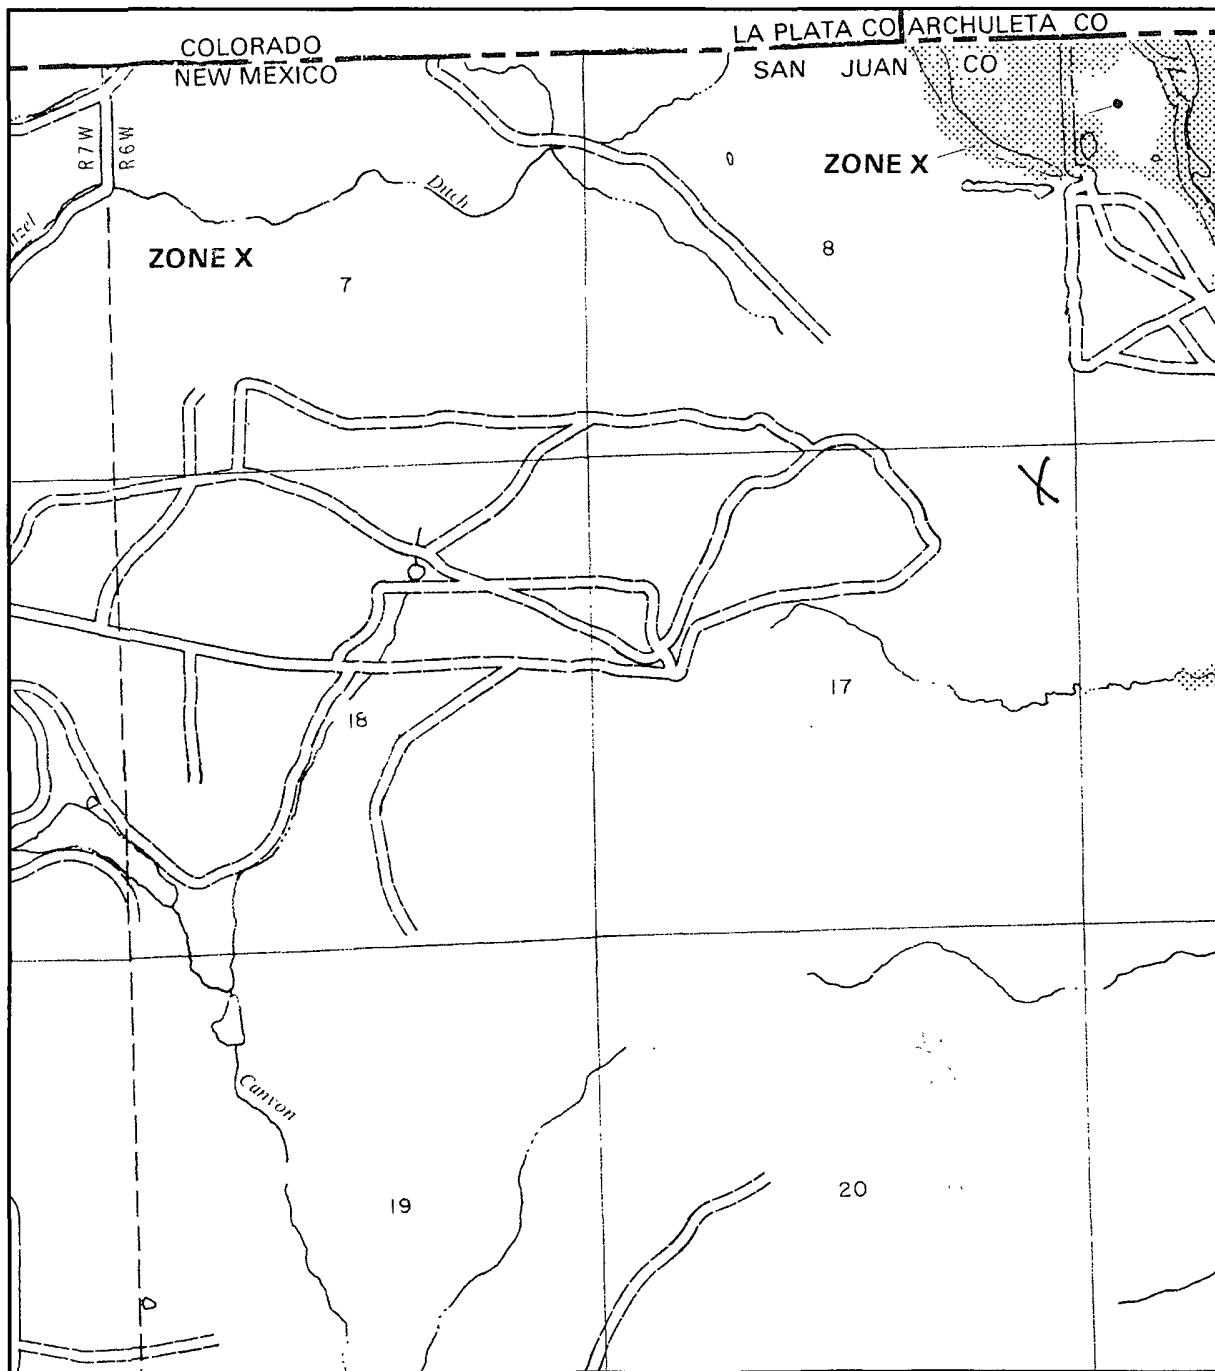 LA PLATA CO ARCHULETA CO
COLORADO
NEW MEXICO
SAN JUAN CO
R7W
R6W
ZONE X
Ditch
ZONE X
8
7
X
17
18
Canyon
20
19